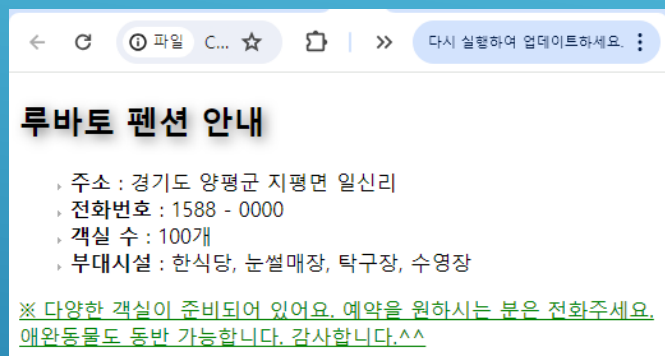 파일 C... 다시 실행하여 업데이트하세요.
루바토 펜션 안내
주소 : 경기도 양평군 지평면 일신리
전화번호 : 1588 - 0000
객실 수 : 100개
부대시설 : 한식당, 눈썰매장, 탁구장, 수영장
※ 다양한 객실이 준비되어 있어요. 예약을 원하시는 분은 전화주세요.
애완동물도 동반 가능합니다. 감사합니다.^^